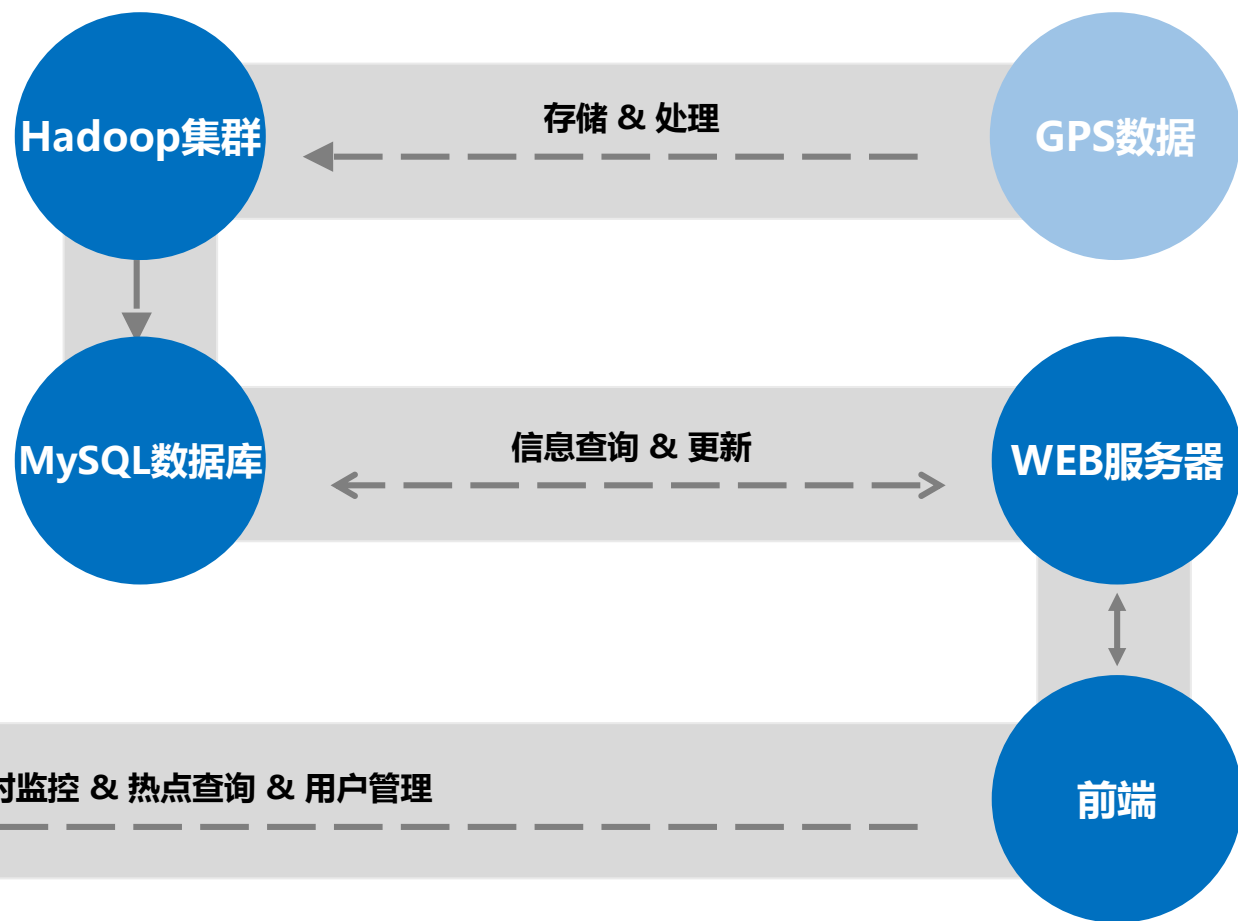 Hadoop集群
存储 & 处理
GPS数据
MySQL数据库
信息查询 & 更新
WEB服务器
时监控 & 热点查询 & 用户管理
前端